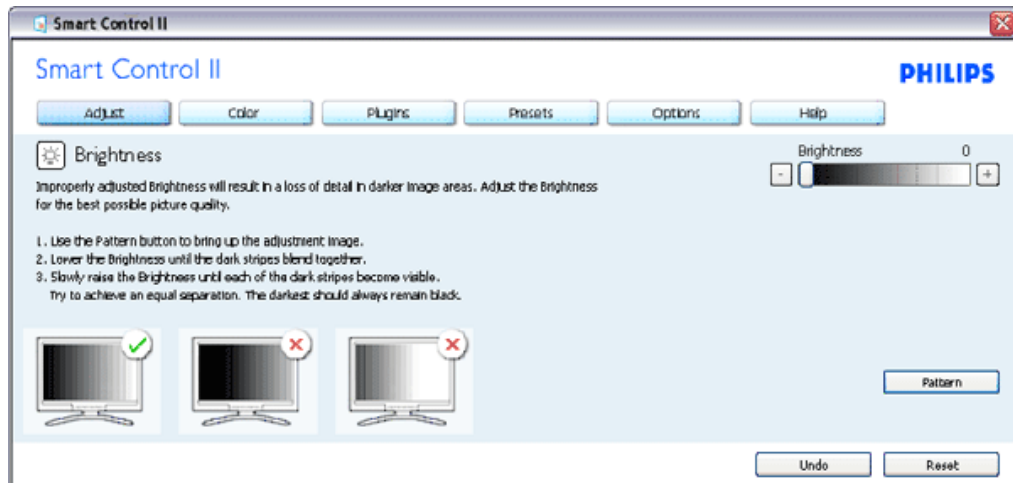 Smart Control II
Smart Control II
PHILIPS
Adjust Color Plugins Presets Options Help
Brightness
Brightness 0
- +
Improperly adjusted Brightness will result in a loss of detail in darker image areas. Adjust the Brightness
for the best possible picture quality.
1. Use the Pattern button to bring up the adjustment image.
2. Lower the Brightness until the dark stripes blend together.
3. Slowly raise the Brightness until each of the dark stripes become visible.
Try to achieve an equal separation. The darkest should always remain black.
Pattern
Undo Reset